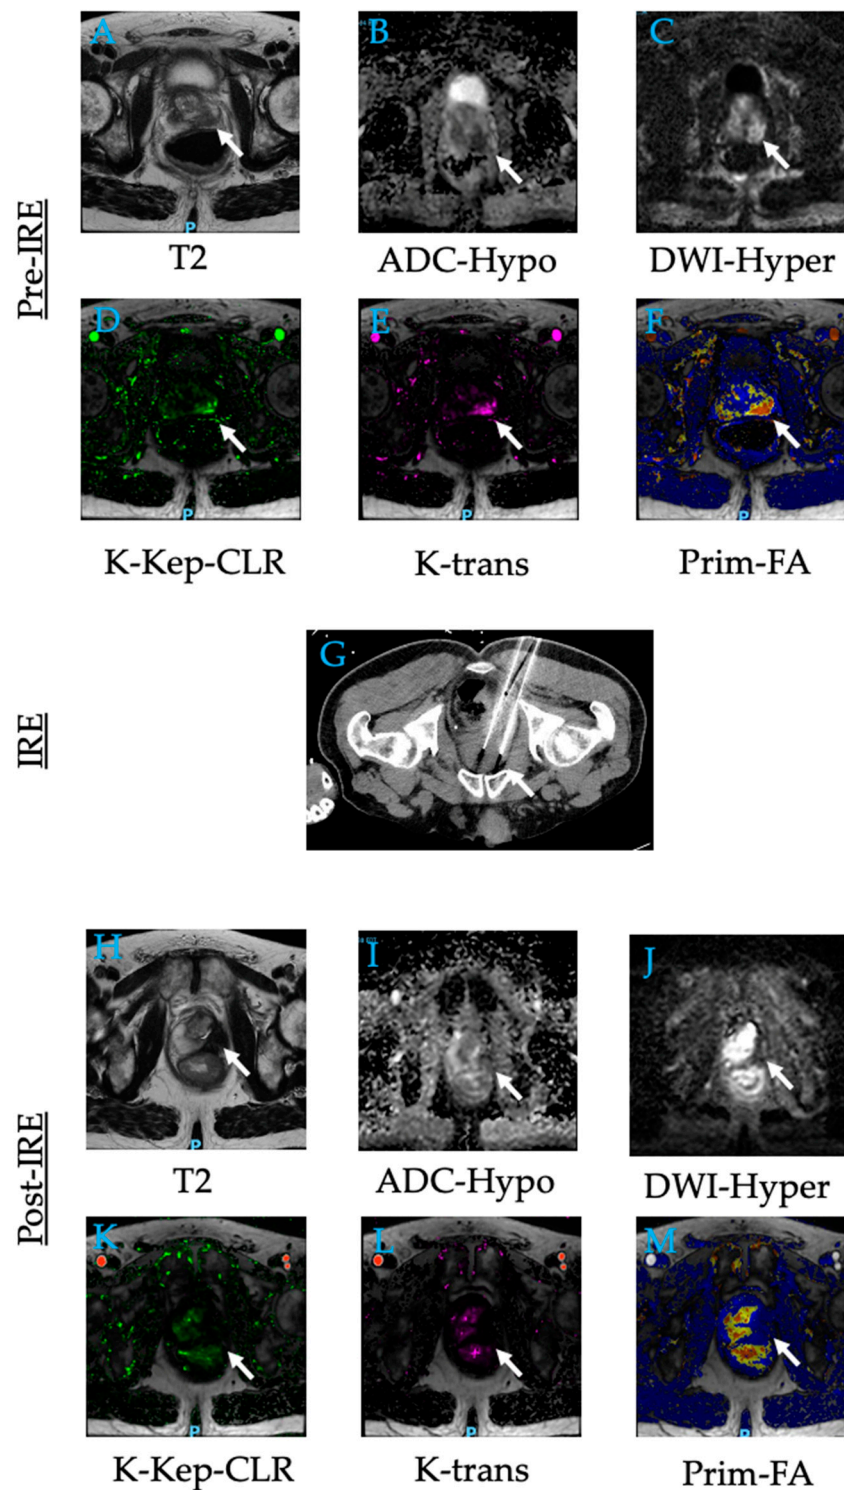 A B C
P
Pre-IRE
T2 ADC-Hypo DWI-Hyper
D E F
P P P
K-Kep-CLR K-trans Prim-FA
IRE
G
H I J
P
Post-IRE
T2 ADC-Hypo DWI-Hyper
K L M
P P P
K-Kep-CLR K-trans Prim-FA